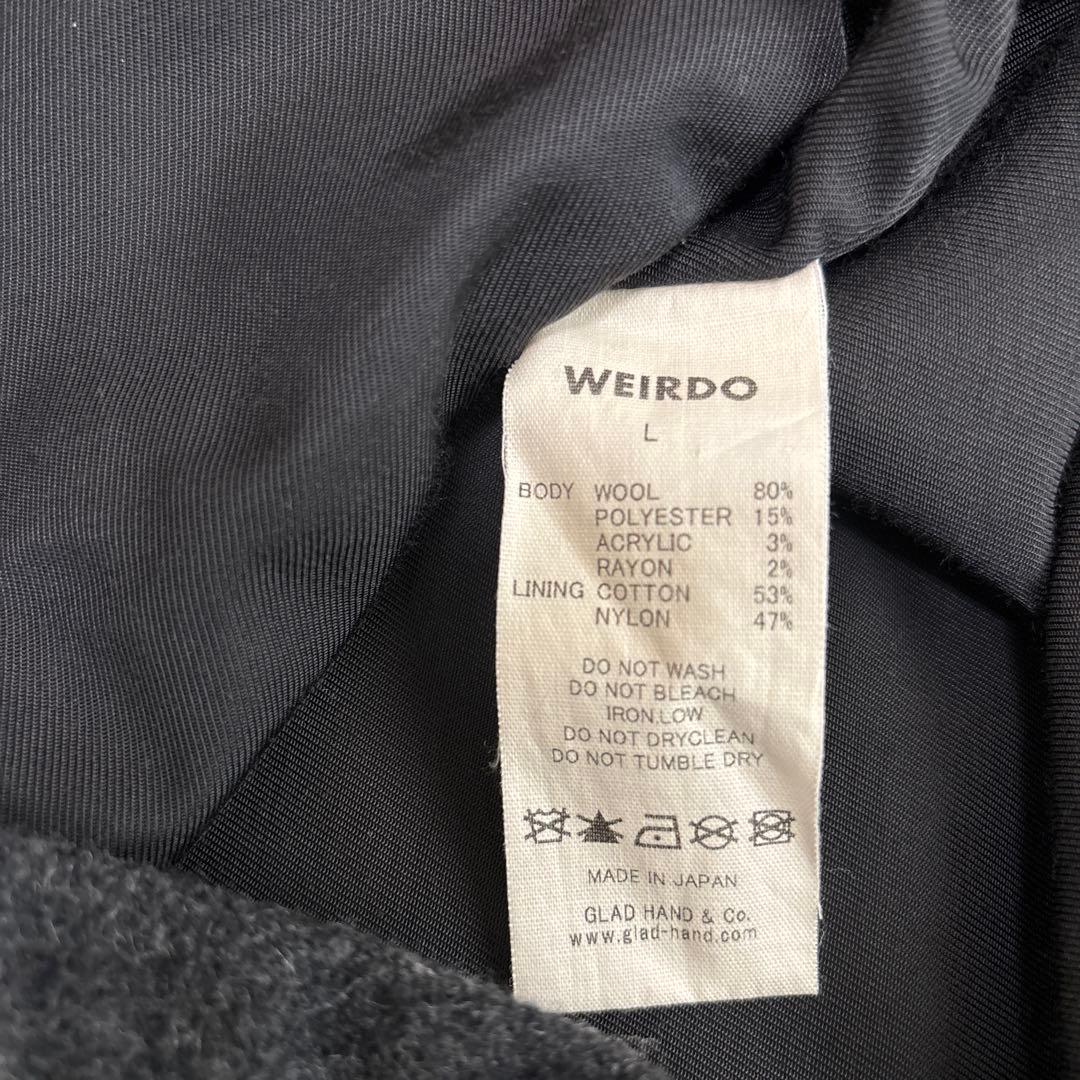 WEIRDO
L
BODY WOOL 80%
POLYESTER 15%
ACRYLIC 3%
RAYON 2%
LINING COTTON 53%
NYLON 47%
DO NOT WASH
DO NOT BLEACH
IRON,LOW
DO NOT DRYCLEAN
DO NOT TUMBLE DRY
MADE IN JAPAN
GLAD HAND & Co.
www.glad-hand.com